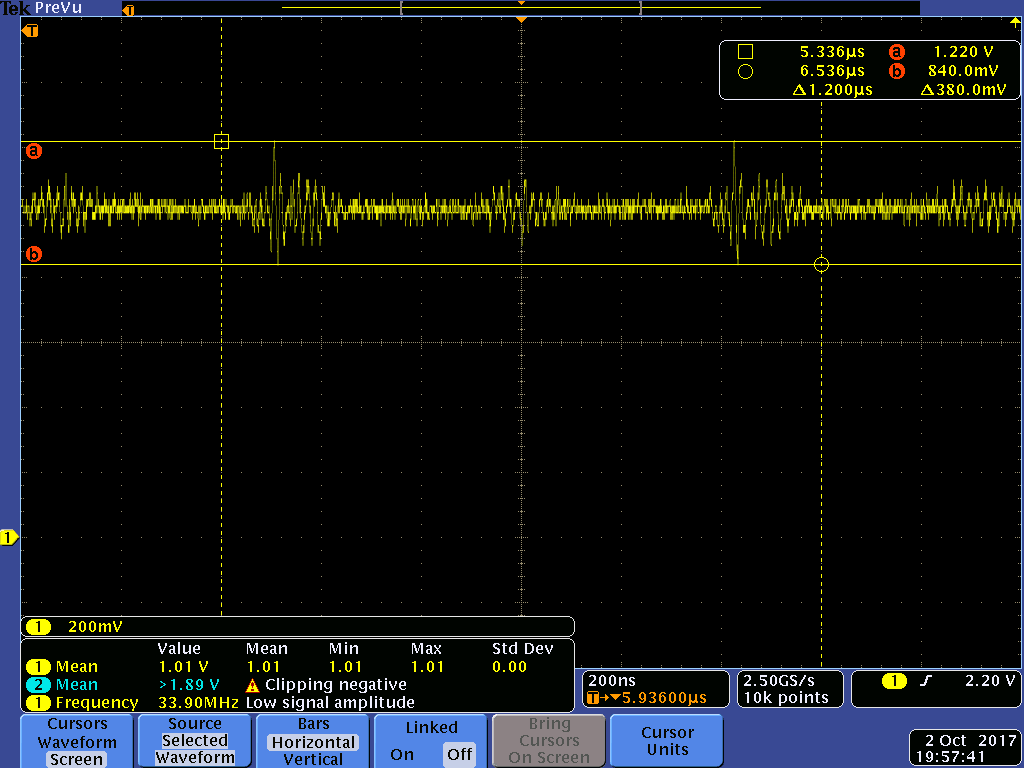 Tek PreVu
T
T
5.336µs a 1.220 V
6.536µs b 840.0mV
Δ1.200µs Δ380.0mV
a
b
1
1 200mV
Value Mean Min Max Std Dev
1 Mean 1.01 V 1.01 1.01 1.01 0.00
2 Mean >1.89 V Clipping negative
1 Frequency 33.90MHz Low signal amplitude
200ns
T→▼5.93600µs
2.50GS/s
10k points
1 2.20 V
Cursors
Waveform
Screen
Source
Selected
Waveform
Bars
Horizontal
Vertical
Linked
On Off
Bring
Cursors
On Screen
Cursor
Units
2 Oct 2017
19:57:41